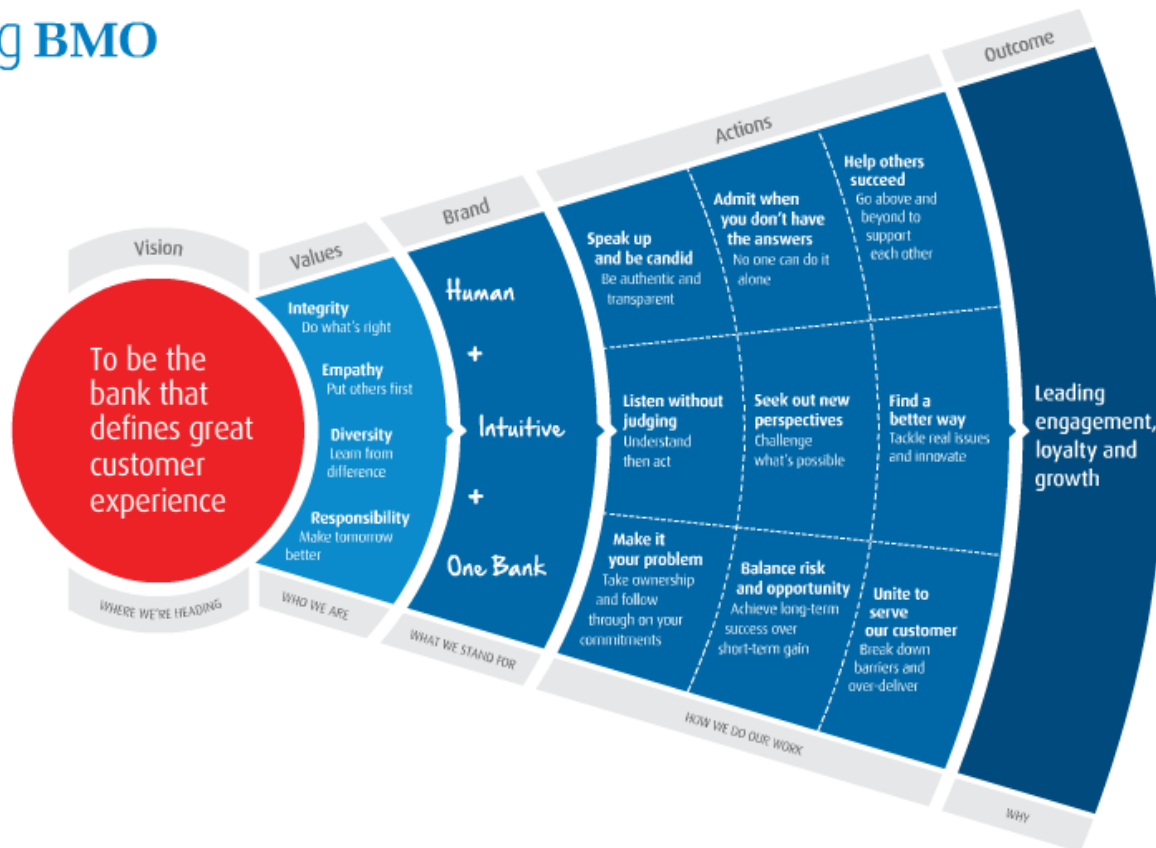 g BMO
Vision
To be the
bank that
defines great
customer
experience
WHERE WE'RE HEADING
Values
Integrity
Do what's right
Empathy
Put others first
Diversity
Learn from
difference
Responsibility
Make tomorrow
better
WHO WE ARE
Brand
Human
+
Intuitive
+
One Bank
WHAT WE STAND FOR
Actions
Speak up
and be candid
Be authentic and
transparent
Admit when
you don't have
the answers
No one can do it
alone
Help others
succeed
Go above and
beyond to
support
each other
Listen without
judging
Understand
then act
Seek out new
perspectives
Challenge
what's possible
Find a
better way
Tackle real issues
and innovate
Make it
your problem
Take ownership
and follow
through on your
commitments
Balance risk
and opportunity
Achieve long-term
success over
short-term gain
Unite to
serve
our customer
Break down
barriers and
over-deliver
HOW WE DO OUR WORK
Outcome
Leading
engagement,
loyalty and
growth
WHY